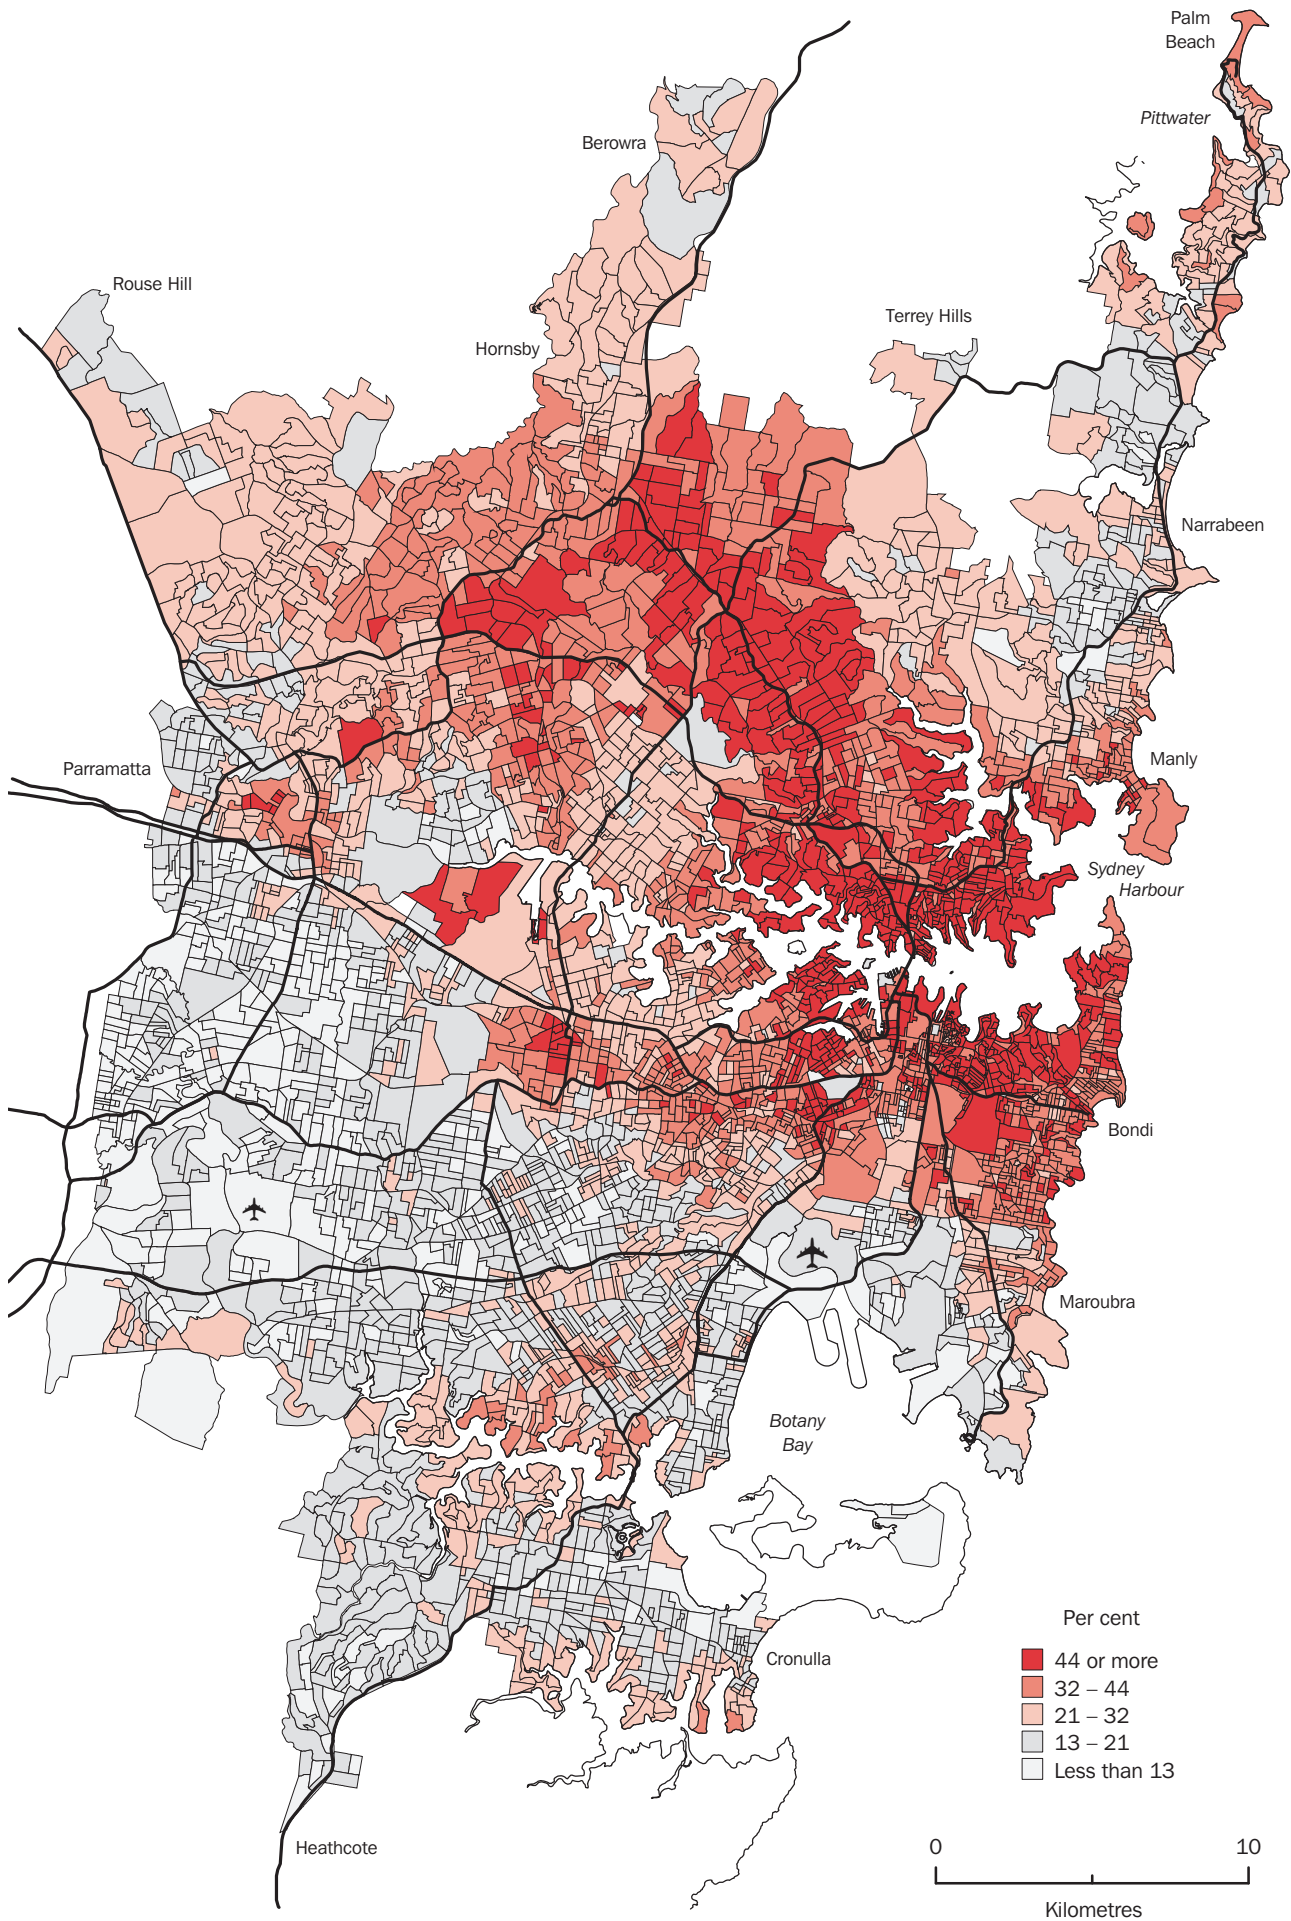 Palm
Beach
Pittwater
Berowra
Rouse Hill
Terrey Hills
Hornsby
Narrabeen
Manly
Parramatta
Sydney
Harbour
Bondi
Maroubra
Botany
Bay
Per cent
44 or more
32 – 44
21 – 32
13 – 21
Less than 13
Cronulla
Heathcote
0 10
Kilometres